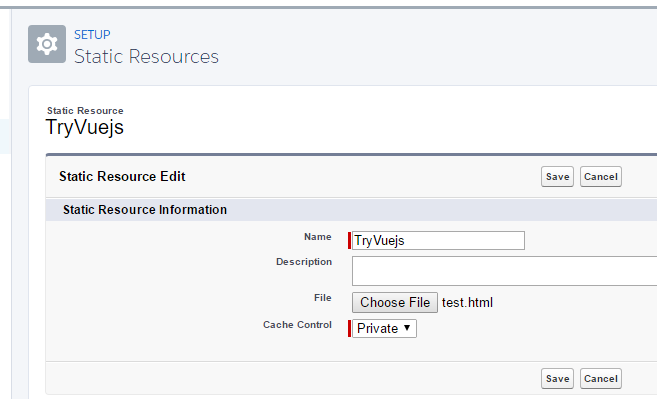 SETUP
Static Resources
Static Resource
TryVuejs
Static Resource Edit
Save Cancel
Static Resource Information
Name TryVuejs
Description
File Choose File test.html
Cache Control Private
Save Cancel